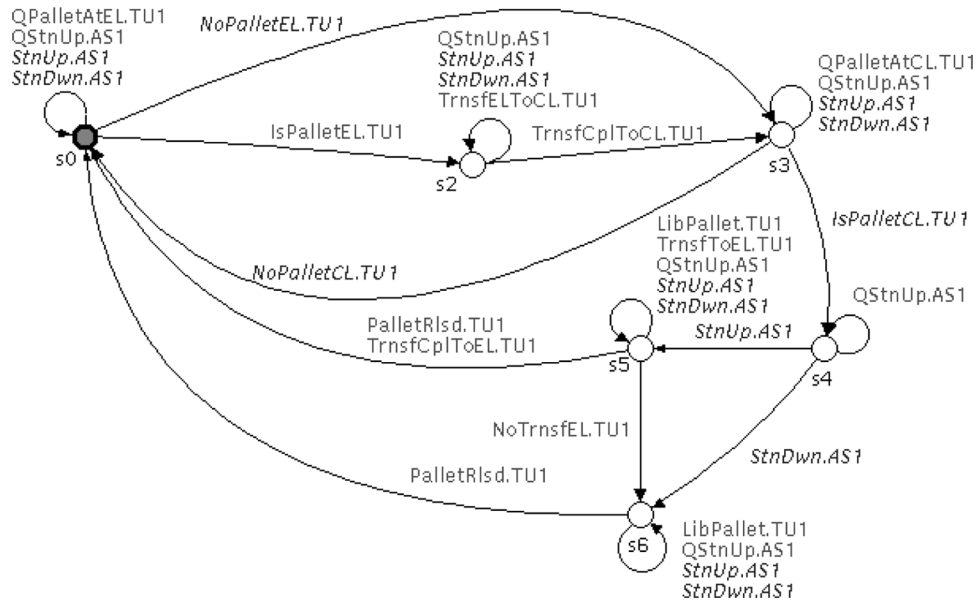 QPalletAtEL.TU1
QStnUp.AS1
StnUp.AS1
StnDwn.AS1
s0
NoPalletEL.TU1
IsPalletEL.TU1
QStnUp.AS1
StnUp.AS1
StnDwn.AS1
TrnsfELToCL.TU1
s2
TrnsfCplToCL.TU1
QPalletAtCL.TU1
QStnUp.AS1
StnUp.AS1
StnDwn.AS1
s3
IsPalletCL.TU1
NoPalletCL.TU1
LibPallet.TU1
TrnsfToEL.TU1
QStnUp.AS1
StnUp.AS1
StnDwn.AS1
s5
StnUp.AS1
QStnUp.AS1
s4
PalletRlsd.TU1
TrnsfCplToEL.TU1
NoTrnsfEL.TU1
StnDwn.AS1
PalletRlsd.TU1
s6
LibPallet.TU1
QStnUp.AS1
StnUp.AS1
StnDwn.AS1